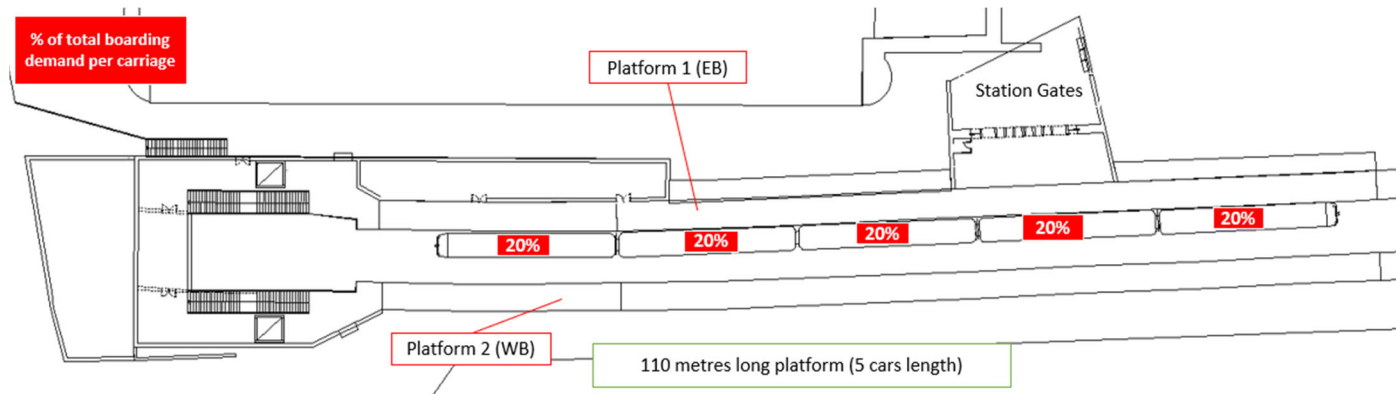 % of total boarding
demand per carriage
Platform 1 (EB)
Station Gates
20%
20%
20%
20%
20%
Platform 2 (WB)
110 metres long platform (5 cars length)